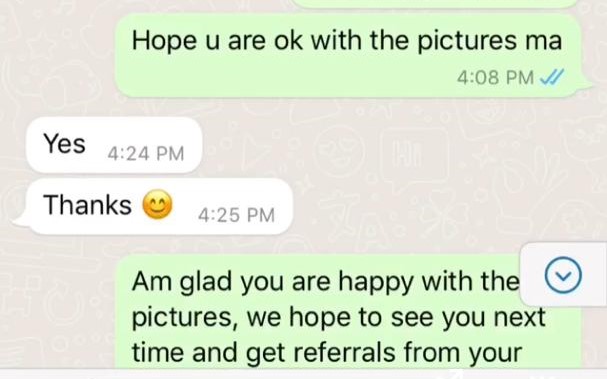 Hope u are ok with the pictures ma
4:08 PM
Yes 4:24 PM
Thanks 😊 4:25 PM
Am glad you are happy with the
pictures, we hope to see you next
time and get referrals from your